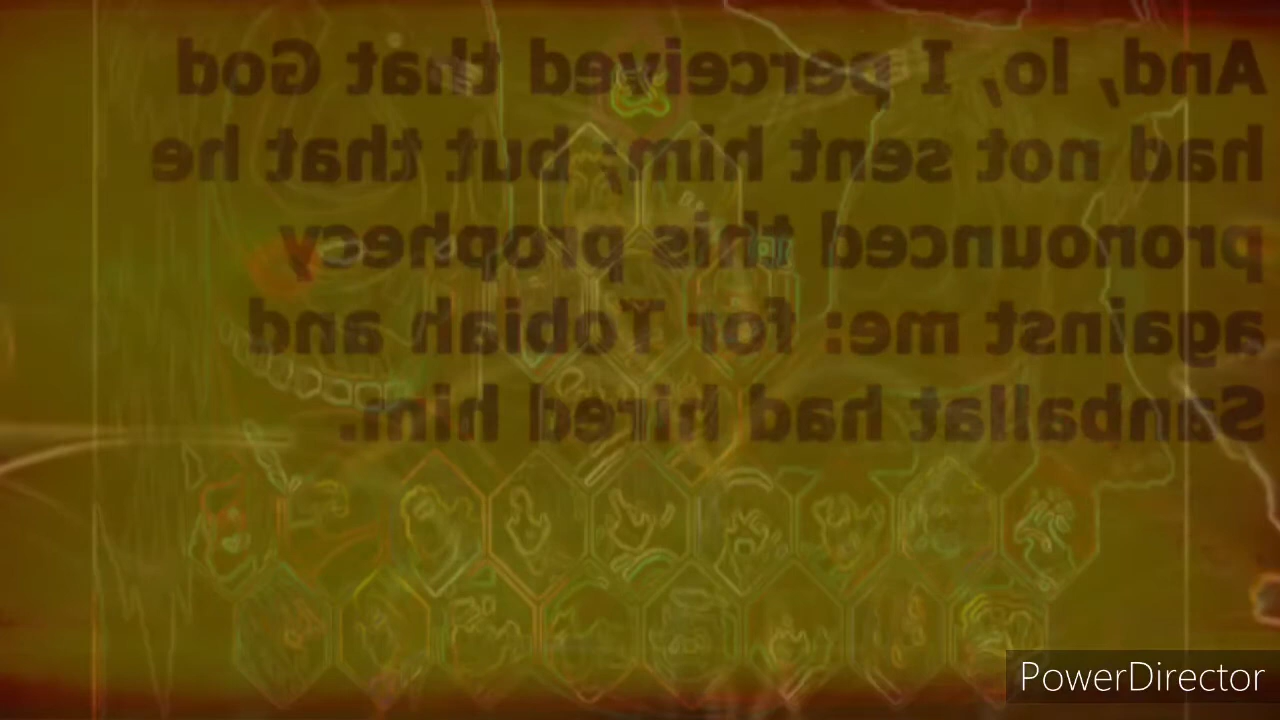 And, lo, I perceived that God
had not sent him; but that he
pronounced this prophecy
against me: for Tobiah and
Sanballat had hired him.
PowerDirector